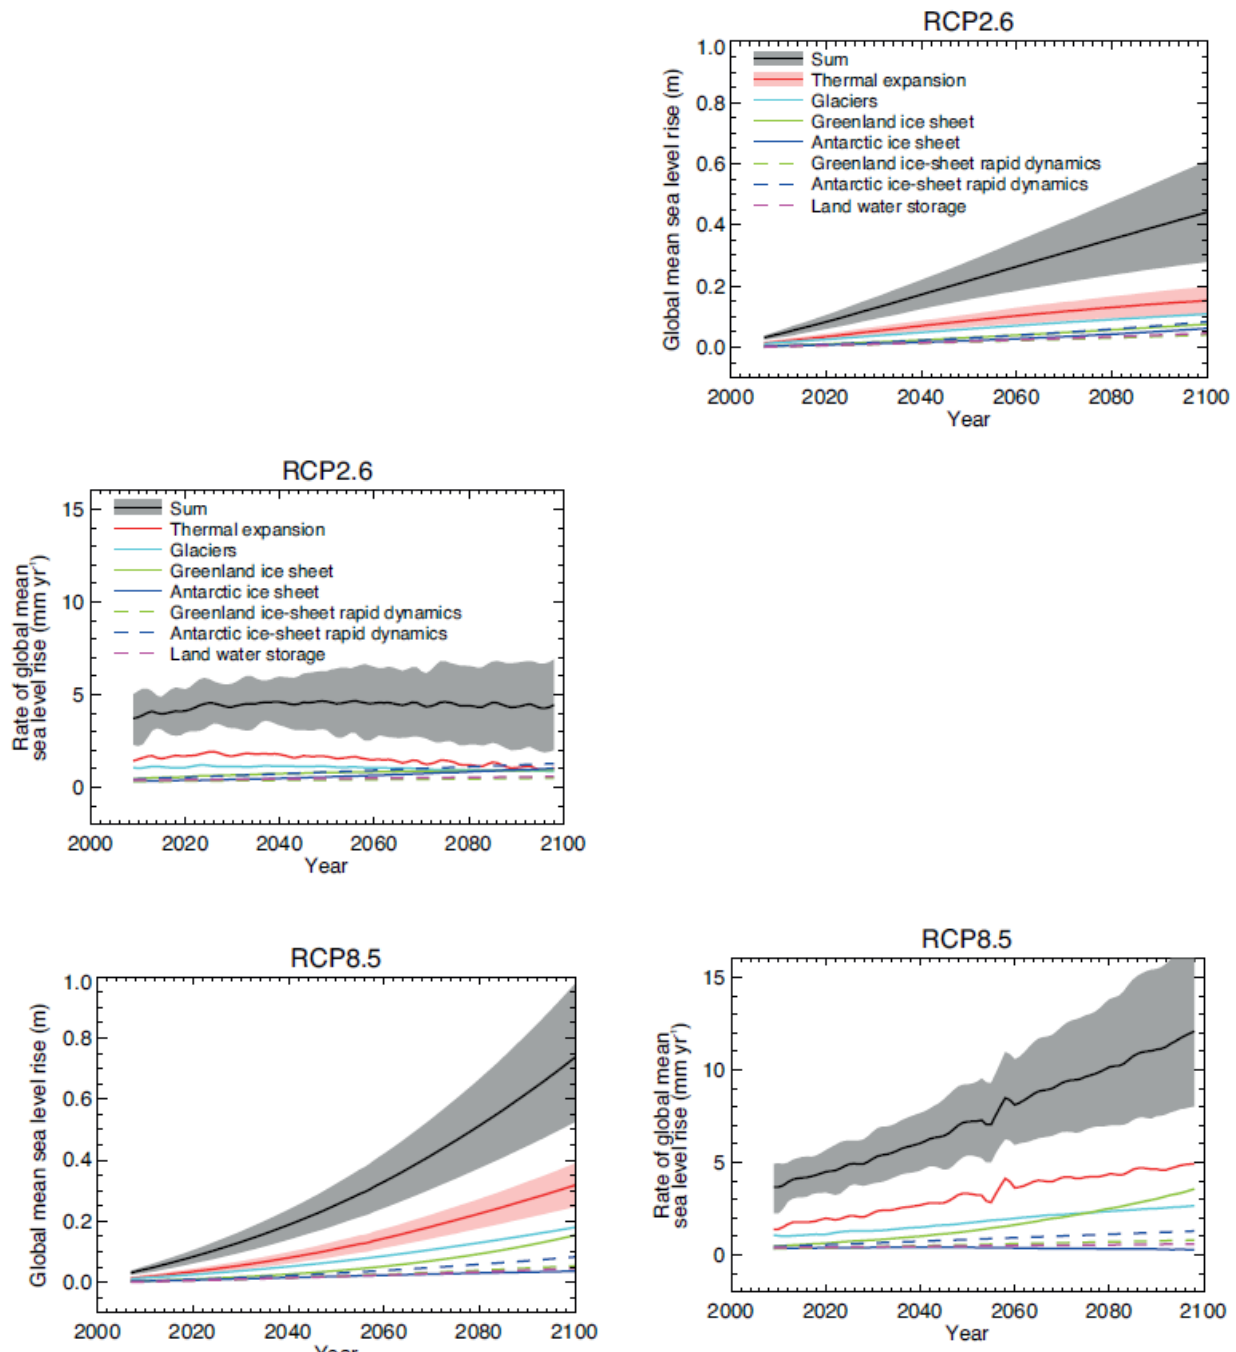 RCP2.6
Global mean sea level rise (m)
1.0
0.8
0.6
0.4
0.2
0.0
Sum
Thermal expansion
Glaciers
Greenland ice sheet
Antarctic ice sheet
Greenland ice-sheet rapid dynamics
Antarctic ice-sheet rapid dynamics
Land water storage
2000 2020 2040 2060 2080 2100
Year
RCP2.6
Rate of global mean
sea level rise (mm yr-1)
15
10
5
0
Sum
Thermal expansion
Glaciers
Greenland ice sheet
Antarctic ice sheet
Greenland ice-sheet rapid dynamics
Antarctic ice-sheet rapid dynamics
Land water storage
2000 2020 2040 2060 2080 2100
Year
RCP8.5
Global mean sea level rise (m)
1.0
0.8
0.6
0.4
0.2
0.0
2000 2020 2040 2060 2080 2100
Year
RCP8.5
Rate of global mean
sea level rise (mm yr-1)
15
10
5
0
2000 2020 2040 2060 2080 2100
Year